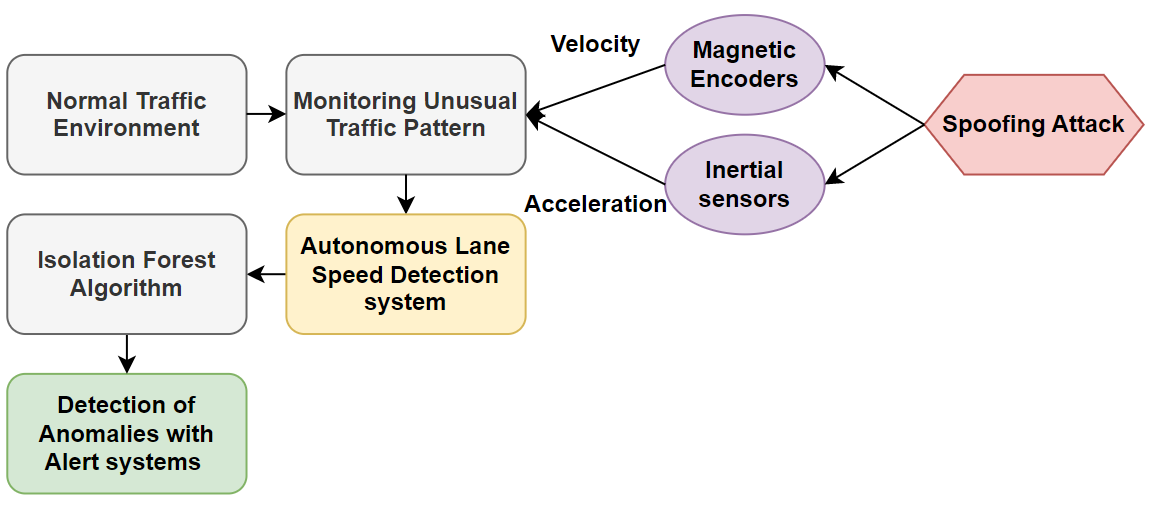 Normal Traffic
Environment
Monitoring Unusual
Traffic Pattern
Velocity
Magnetic
Encoders
Spoofing Attack
Inertial
sensors
Acceleration
Autonomous Lane
Speed Detection
system
Isolation Forest
Algorithm
Detection of
Anomalies with
Alert systems